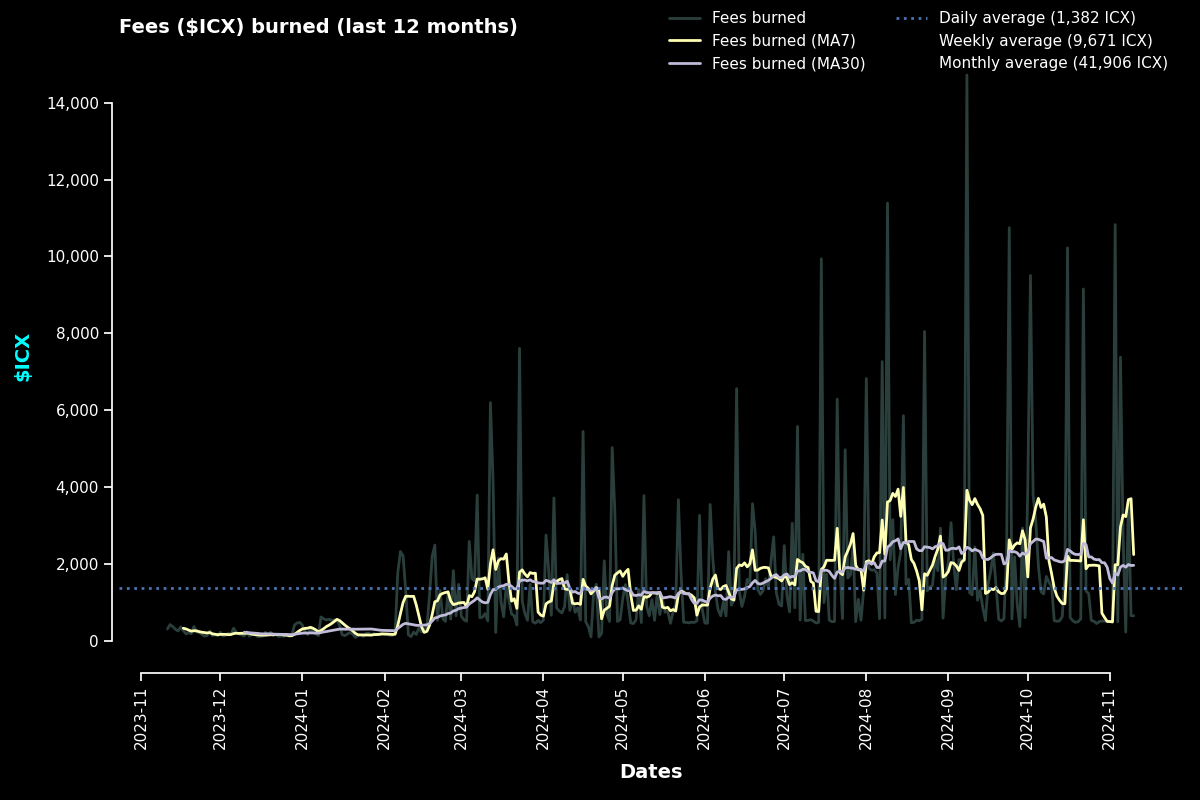 Fees ($ICX) burned (last 12 months)
Fees burned
Fees burned (MA7)
Fees burned (MA30)
Daily average (1,382 ICX)
Weekly average (9,671 ICX)
Monthly average (41,906 ICX)
14,000
12,000
10,000
8,000
6,000
4,000
2,000
0
$ICX
2023-11
2023-12
2024-01
2024-02
2024-03
2024-04
2024-05
2024-06
2024-07
2024-08
2024-09
2024-10
2024-11
Dates